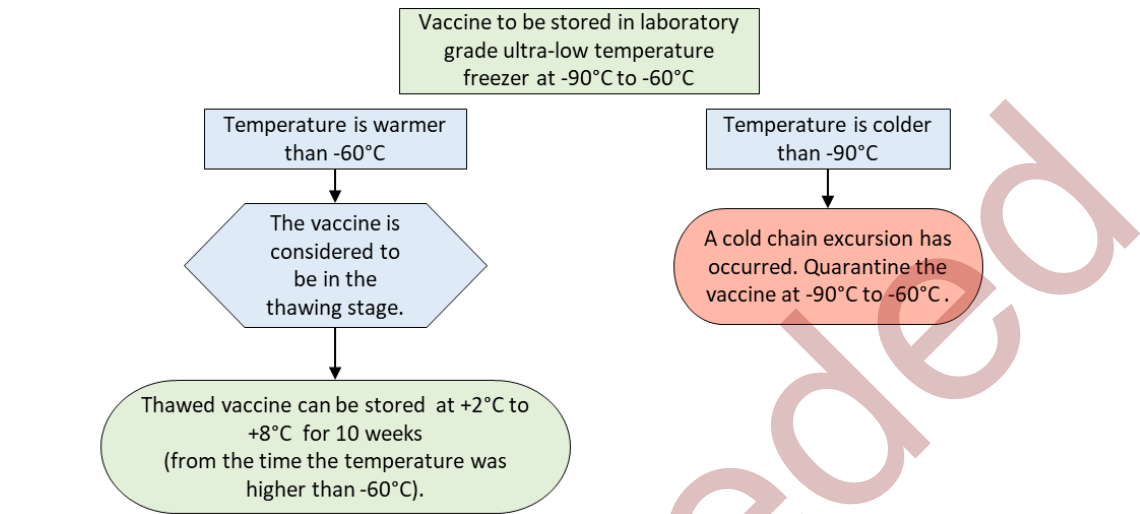 Vaccine to be stored in laboratory
grade ultra-low temperature
freezer at -90°C to -60°C
Temperature is warmer
than -60°C
Temperature is colder
than -90°C
The vaccine is
considered to
be in the
thawing stage.
A cold chain excursion has
occurred. Quarantine the
vaccine at -90°C to -60°C.
Thawed vaccine can be stored at +2°C to
+8°C for 10 weeks
(from the time the temperature was
higher than -60°C).
eded